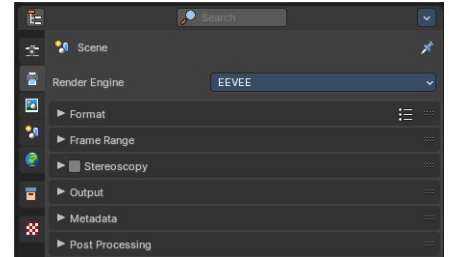 Search
Scene
Render Engine EEVEE
Format
Frame Range
Stereoscopy
Output
Metadata
Post Processing